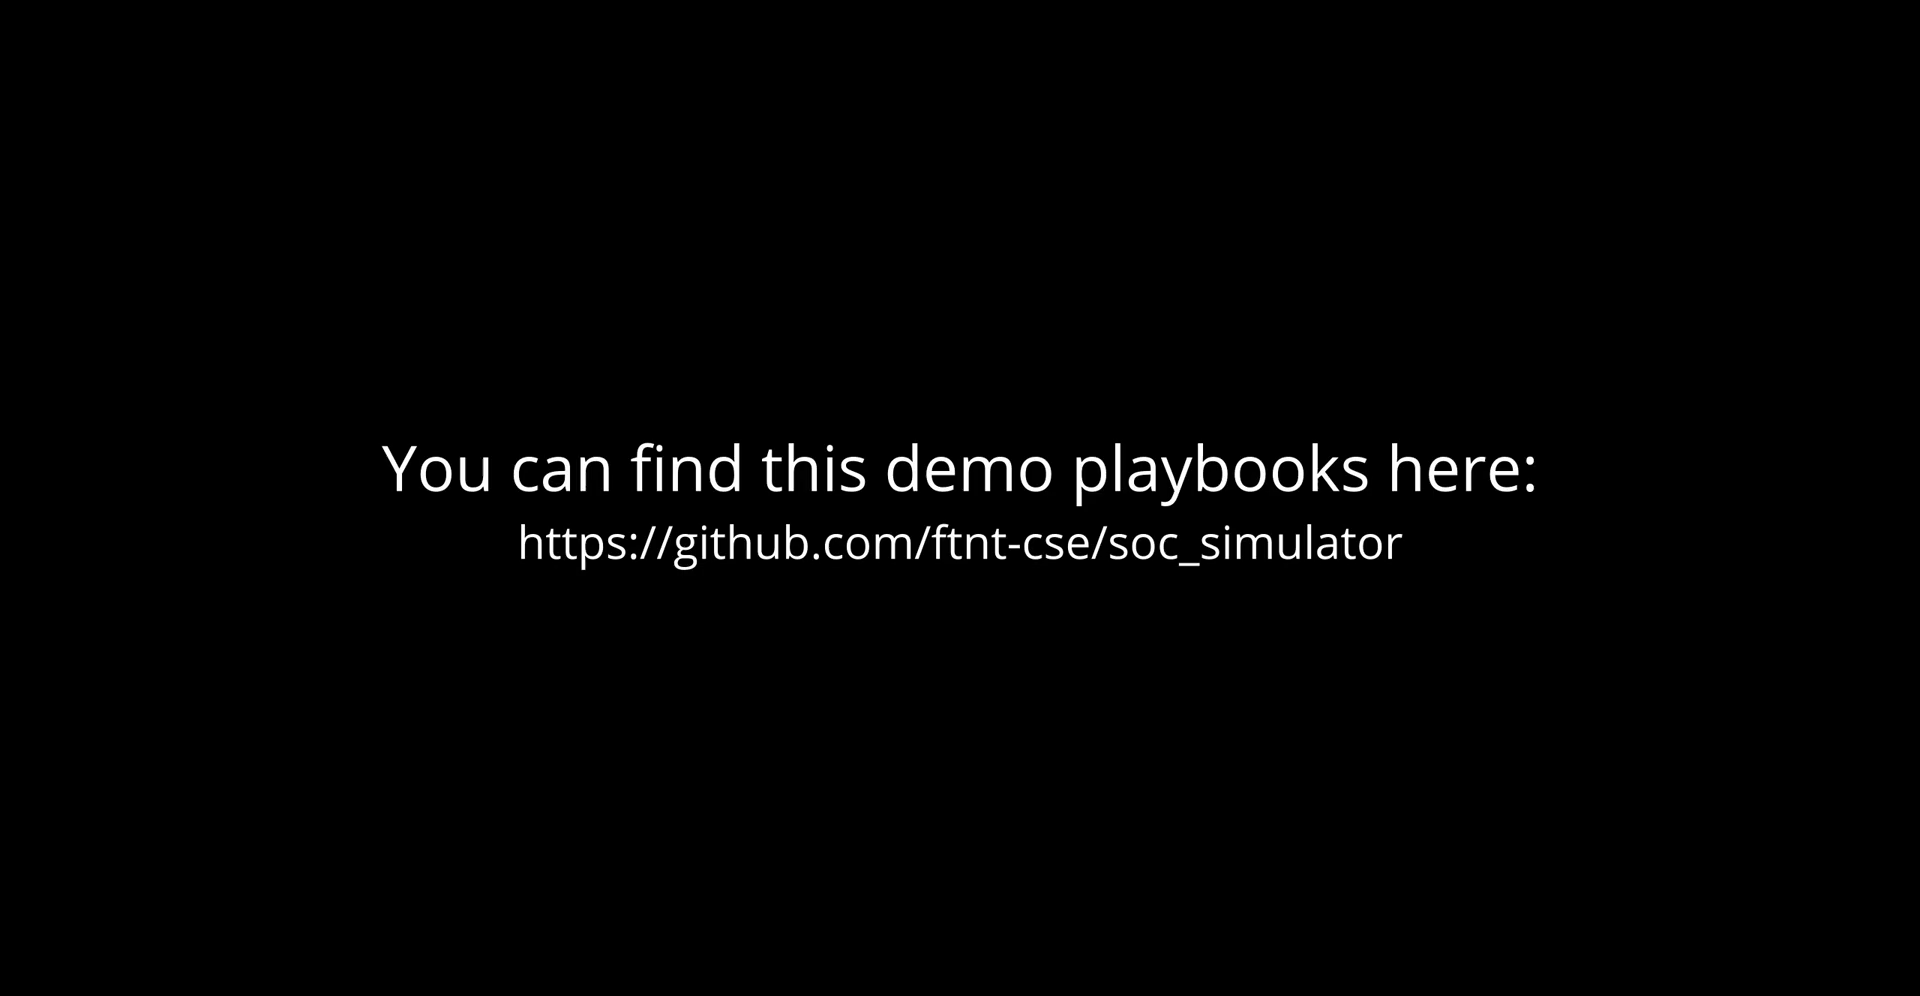 You can find this demo playbooks here:
https://github.com/ftnt-cse/soc_simulator